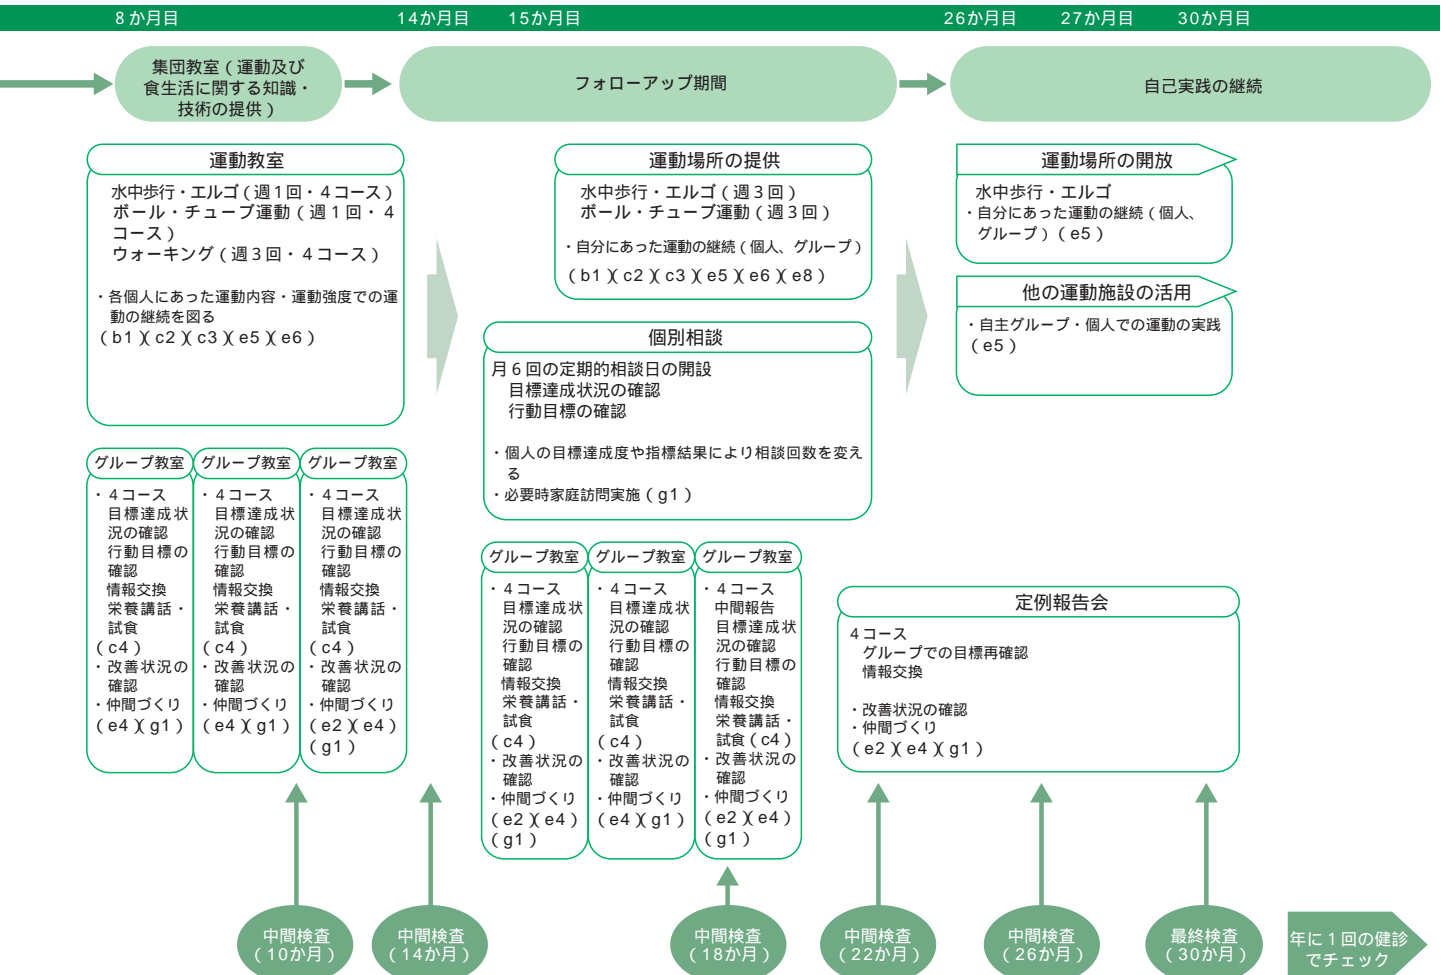 8か月目
14か月目
15か月目
26か月目
27か月目
30か月目
集団教室(運動及び
食生活に関する知識・
技術の提供)
フォローアップ期間
自己実践の継続
運動教室
水中歩行・エルゴ(週1回・4コース)
ボール・チューブ運動(週1回・4
コース)
ウォーキング(週3回・4コース)
・各個人にあった運動内容・運動強度での運
動の継続を図る
(b1)(c2)(c3)(e5)(e6)
運動場所の提供
水中歩行・エルゴ(週3回)
ボール・チューブ運動(週3回)
・自分にあった運動の継続(個人、グループ)
(b1)(c2)(c3)(e5)(e6)(e8)
運動場所の開放
水中歩行・エルゴ
・自分にあった運動の継続(個人、
グループ)(e5)
他の運動施設の活用
・自主グループ・個人での運動の実践
(e5)
個別相談
月6回の定期的相談日の開設
目標達成状況の確認
行動目標の確認
・個人の目標達成度や指標結果により相談回数を変え
る
・必要時家庭訪問実施(g1)
グループ教室
・4コース
目標達成状
況の確認
行動目標の
確認
情報交換
栄養講話・
試食
(c4)
・改善状況の
確認
・仲間づくり
(e4)(g1)
グループ教室
・4コース
目標達成状
況の確認
行動目標の
確認
情報交換
栄養講話・
試食
(c4)
・改善状況の
確認
・仲間づくり
(e4)(g1)
グループ教室
・4コース
目標達成状
況の確認
行動目標の
確認
情報交換
栄養講話・
試食
(c4)
・改善状況の
確認
・仲間づくり
(e2)(e4)
(g1)
グループ教室
・4コース
目標達成状
況の確認
行動目標の
確認
情報交換
栄養講話・
試食
(c4)
・改善状況の
確認
・仲間づくり
(e2)(e4)
(g1)
グループ教室
・4コース
目標達成状
況の確認
行動目標の
確認
情報交換
栄養講話・
試食
(c4)
・改善状況の
確認
・仲間づくり
(e4)(g1)
グループ教室
・4コース
中間報告
目標達成状
況の確認
行動目標の
確認
情報交換
栄養講話・
試食(c4)
・改善状況の
確認
・仲間づくり
(e2)(e4)
(g1)
定例報告会
4コース
グループでの目標再確認
情報交換
・改善状況の確認
・仲間づくり
(e2)(e4)(g1)
中間検査
(10か月)
中間検査
(14か月)
中間検査
(18か月)
中間検査
(22か月)
中間検査
(26か月)
最終検査
(30か月)
年に1回の健診
でチェック